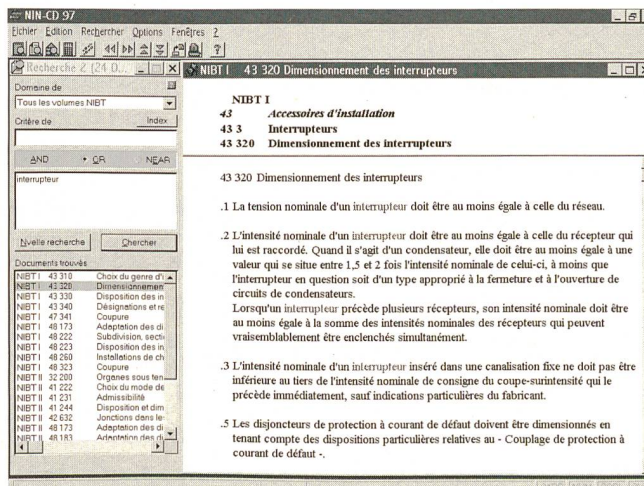 NIN-CD 97
Fichier Edition Rechercher Options Fenêtres ?
Recherche 2 (24 D...
NIBT I 43 320 Dimensionnement des interrupteurs
Domaine de
Tous les volumes NIBT
Critère de
Index
AND OR NEAR
interrupteur
Nvelle recherche
Chercher
Documents trouvés
NIBT I 43 310 Choix du genre d'i
NIBT I 43 320 Dimensionnemen
NIBT I 43 330 Disposition des in
NIBT I 43 340 Désignations et re
NIBT I 47 341 Coupure
NIBT I 48 173 Adaptation des di
NIBT I 48 222 Subdivision, secti
NIBT I 48 223 Disposition des in
NIBT I 48 260 Installations de ch
NIBT I 48 323 Coupure
NIBT II 32 200 Organes sous ten
NIBT II 41 222 Choix du mode de
NIBT II 41 231 Admissibilité
NIBT II 41 244 Disposition et dim
NIBT II 42 632 Jonctions dans le
NIBT II 48 173 Adaptation des di
NIBT II 48 183 Adaptation des di
NIBT I
43 Accessoires d'installation
43 3 Interrupteurs
43 320 Dimensionnement des interrupteurs
43 320 Dimensionnement des interrupteurs
.1 La tension nominale d'un interrupteur doit être au moins égale à celle du réseau.
.2 L'intensité nominale d'un interrupteur doit être au moins égale à celle du récepteur qui
lui est raccordé. Quand il s'agit d'un condensateur, elle doit être au moins égale à une
valeur qui se situe entre 1,5 et 2 fois l'intensité nominale de celui-ci, à moins que
l'interrupteur en question soit d'un type approprié à la fermeture et à l'ouverture de
circuits de condensateurs.
Lorsqu'un interrupteur précède plusieurs récepteurs, son intensité nominale doit être
au moins égale à la somme des intensités nominales des récepteurs qui peuvent
vraisemblablement être enclenchés simultanément.
.3 L'intensité nominale d'un interrupteur inséré dans une canalisation fixe ne doit pas être
inférieure au tiers de l'intensité nominale de consigne du coupe-surintensité qui le
précède immédiatement, sauf indications particulières du fabricant.
.5 Les disjoncteurs de protection à courant de défaut doivent être dimensionnés en
tenant compte des dispositions particulières relatives au - Couplage de protection à
courant de défaut -.